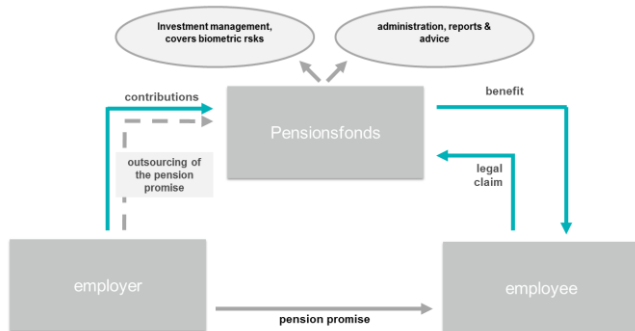 Investment management,
covers biometric rsks
administration, reports &
advice
contributions
Pensionsfonds
benefit
outsourcing of
the pension
promise
legal
claim
employer
employee
pension promise